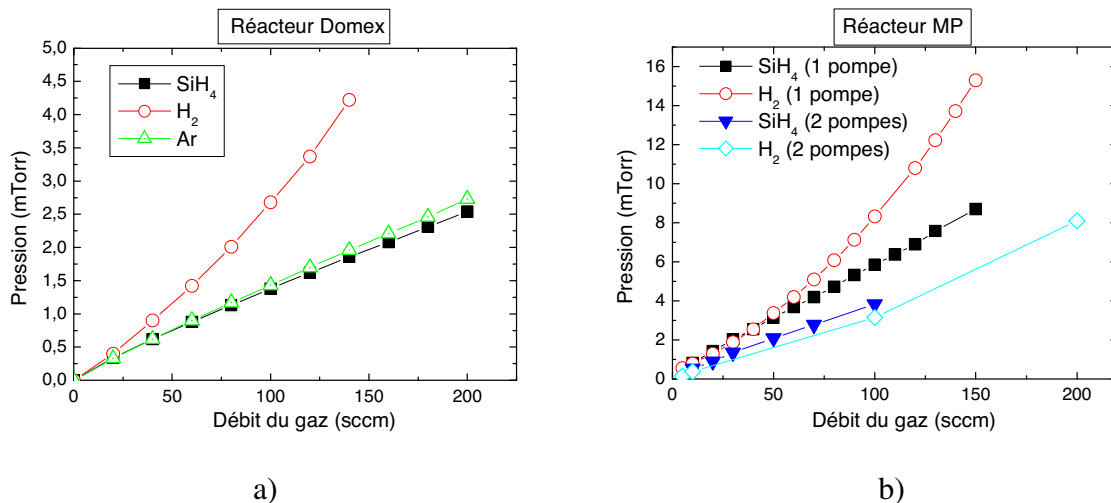 Réacteur Domex
5,0
4,5
4,0
3,5
3,0
2,5
2,0
1,5
1,0
0,5
0,0
Pression (mTorr)
SiH4
H2
Ar
0 50 100 150 200
Débit du gaz (sccm)
a)
Réacteur MP
16
14
12
10
8
6
4
2
0
Pression (mTorr)
SiH4 (1 pompe)
H2 (1 pompe)
SiH4 (2 pompes)
H2 (2 pompes)
0 50 100 150 200
Débit du gaz (sccm)
b)